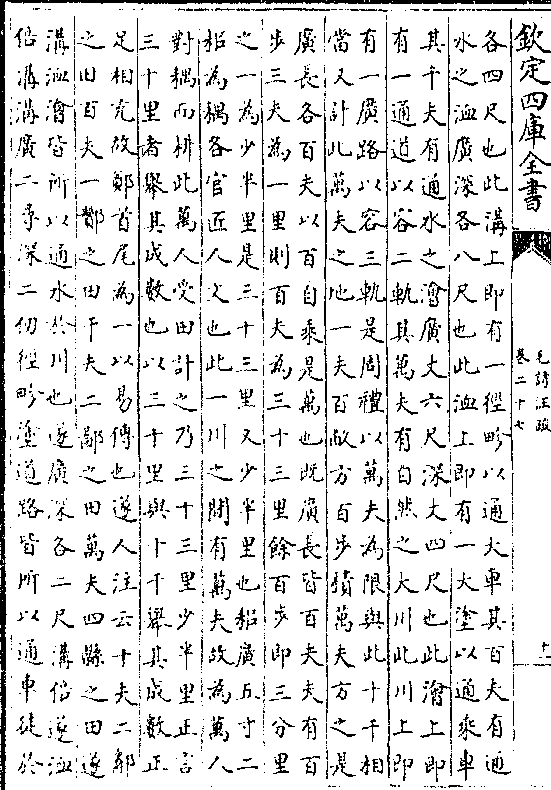 欽定四庫全書
毛詩注疏
卷二十七
十一
各四尺也此溝上即有一徑畛以通大車其百夫有通
水之洫廣深各八尺也此洫上即有一大塗以通乘車
其千夫有通水之澮廣丈六尺深丈四尺也此澮上即
有一通道以容二軌其萬夫有自然之大川此川上即
有一廣路以容三軌是周禮以萬夫為限與此十千相
當又計此萬夫之地一夫百畝方百步積萬夫方之是
廣長各百夫以百自乘是萬也既廣長皆百夫夫有百
步三夫為一里則百夫為三十三里餘百步即三分里
之一為少半里是三十三里又少半里也耜廣五寸二
耜為耦各官匠人文也此一川之間有萬夫故為萬人
對耦而耕此萬人受田計之乃三十三里少半里正言
三十里者舉其成數也以三十里與十千舉其成數正
足相充故鄭首尾為一以易傳也遂人注云十夫二鄰
之田百夫一酇之田千夫二鄙之田萬夫四縣之田遂
溝洫澮皆所以通水於川也遂廣深各二尺溝倍遂洫
倍溝溝廣二尋深二仞徑畛塗道路皆所以通車徒於